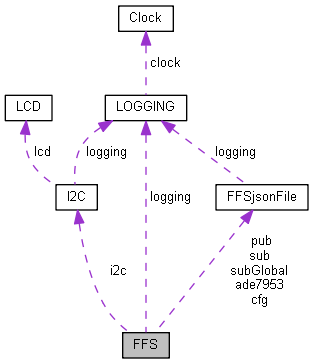 Clock
clock
LCD
LOGGING
lcd
logging
logging
I2C
logging
FFSjsonFile
i2c
pub
sub
subGlobal
ade7953
cfg
FFS